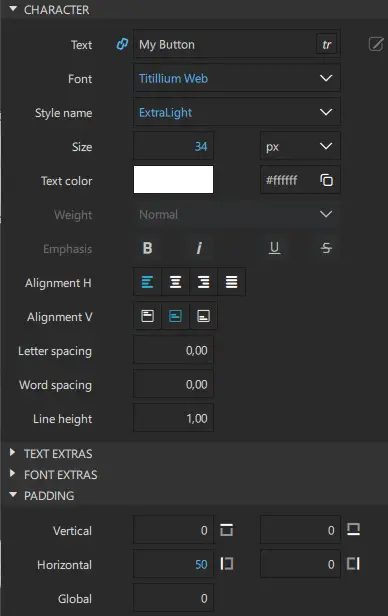 CHARACTER
Text My Button tr
Font Titillium Web
Style name ExtraLight
Size 34 px
Text color #ffffff
Weight Normal
Emphasis B i U S
Alignment H
Alignment V
Letter spacing 0,00
Word spacing 0,00
Line height 1,00
TEXT EXTRAS
FONT EXTRAS
PADDING
Vertical 0 0
Horizontal 50 0
Global 0